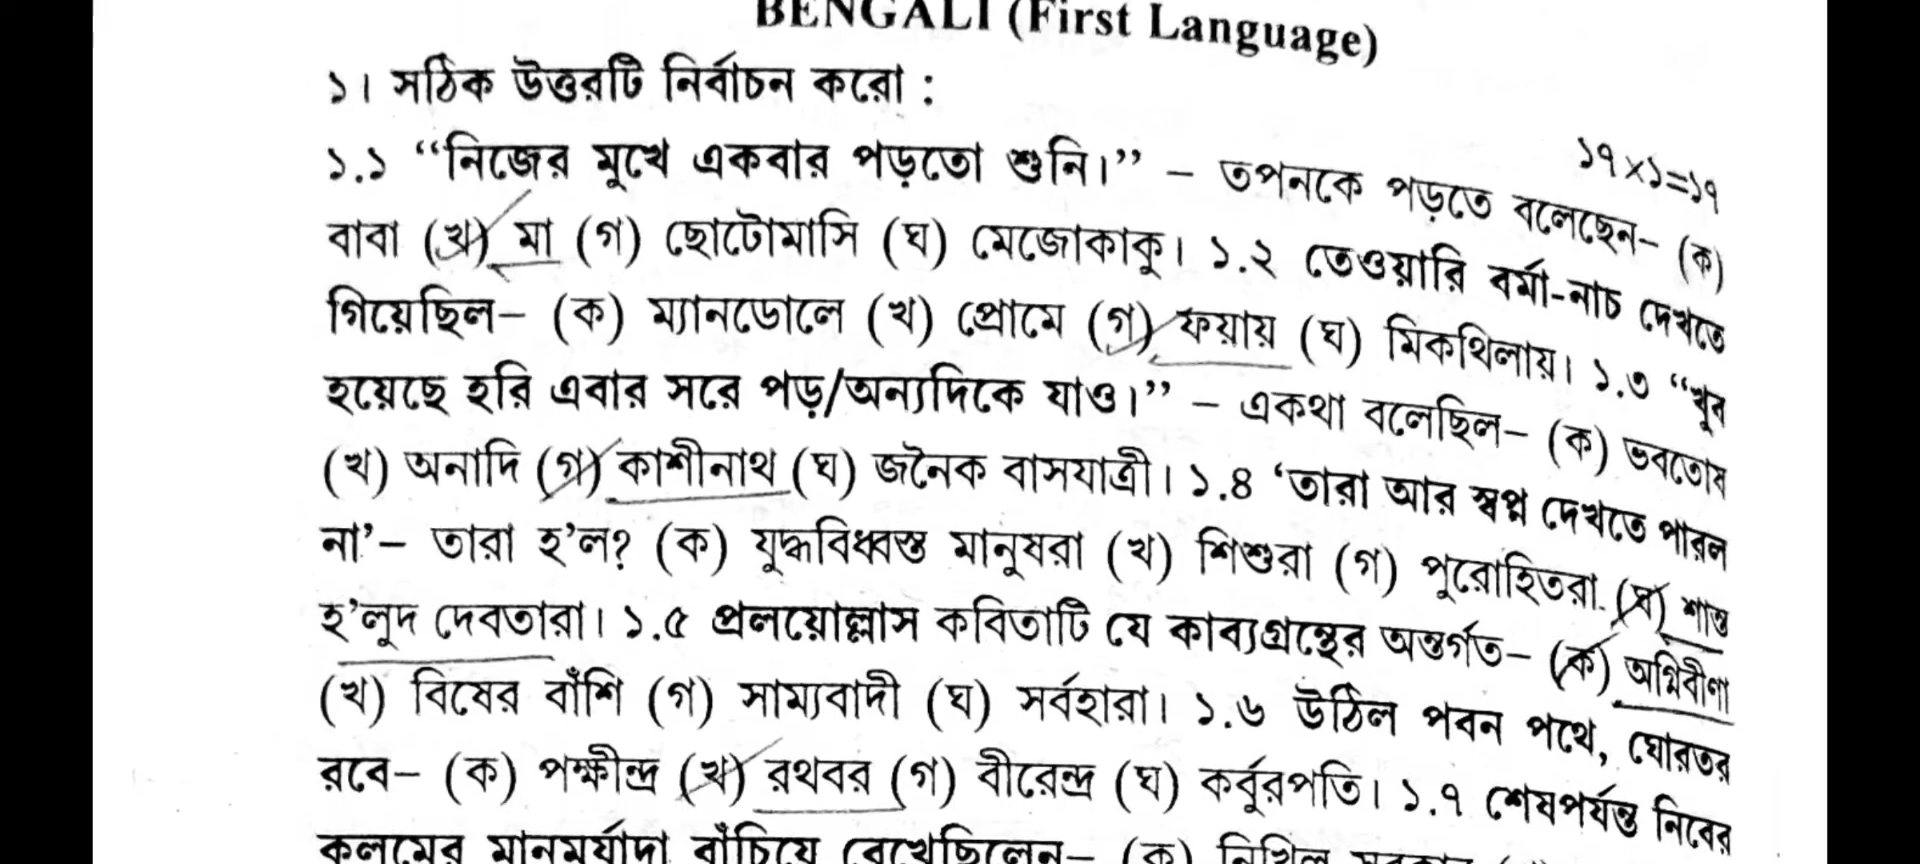 BENGALI (First Language)
১। সঠিক উত্তরটি নির্বাচন করো :
১৭×১=১৭
১.১ “নিজের মুখে একবার পড়তো শুনি।” – তপনকে পড়তে বলেছেন– (ক)
বাবা (খ) মা (গ) ছোটোমাসি (ঘ) মেজোকাকু। ১.২ তেওয়ারি বর্মা-নাচ দেখতে
গিয়েছিল– (ক) ম্যানডোলে (খ) প্রোমে (গ) ফয়ায় (ঘ) মিকথিলায়। ১.৩ “খুব
হয়েছে হরি এবার সরে পড়/অন্যদিকে যাও।” – একথা বলেছিল– (ক) ভবতোষ
(খ) অনাদি (গ) কাশীনাথ (ঘ) জনৈক বাসযাত্রী। ১.৪ ‘তারা আর স্বপ্ন দেখতে পারল
না’– তারা হ’ল? (ক) যুদ্ধবিধ্বস্ত মানুষরা (খ) শিশুরা (গ) পুরোহিতরা (ঘ) শান্ত
হ’লুদ দেবতারা। ১.৫ প্রলয়োল্লাস কবিতাটি যে কাব্যগ্রন্থের অন্তর্গত– (ক) অগ্নিবীণা
(খ) বিষের বাঁশি (গ) সাম্যবাদী (ঘ) সর্বহারা। ১.৬ উঠিল পবন পথে, ঘোরতর
রবে– (ক) পক্ষীন্দ্র (খ) রথবর (গ) বীরেন্দ্র (ঘ) কর্বুরপতি। ১.৭ শেষপর্যন্ত নিবের
কলমের মানমর্যাদা বাঁচিয়ে রেখেছিলেন– (ক) নিখিল সরকার